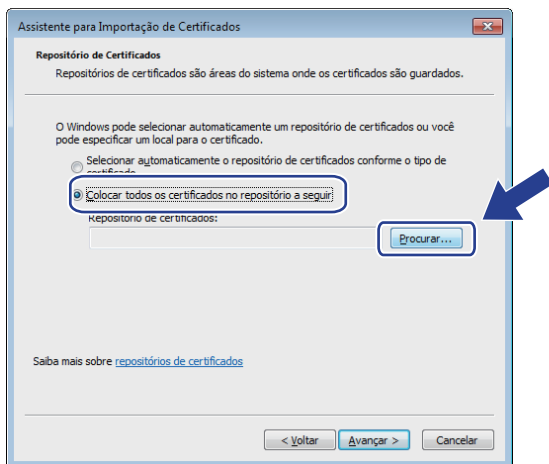 Assistente para Importação de Certificados
Repositório de Certificados
Repositórios de certificados são áreas do sistema onde os certificados são guardados.
O Windows pode selecionar automaticamente um repositório de certificados ou você
pode especificar um local para o certificado.
Selecionar automaticamente o repositório de certificados conforme o tipo de
certificado
Colocar todos os certificados no repositório a seguir
Repositório de certificados:
Procurar...
Saiba mais sobre repositórios de certificados
< Voltar Avançar > Cancelar